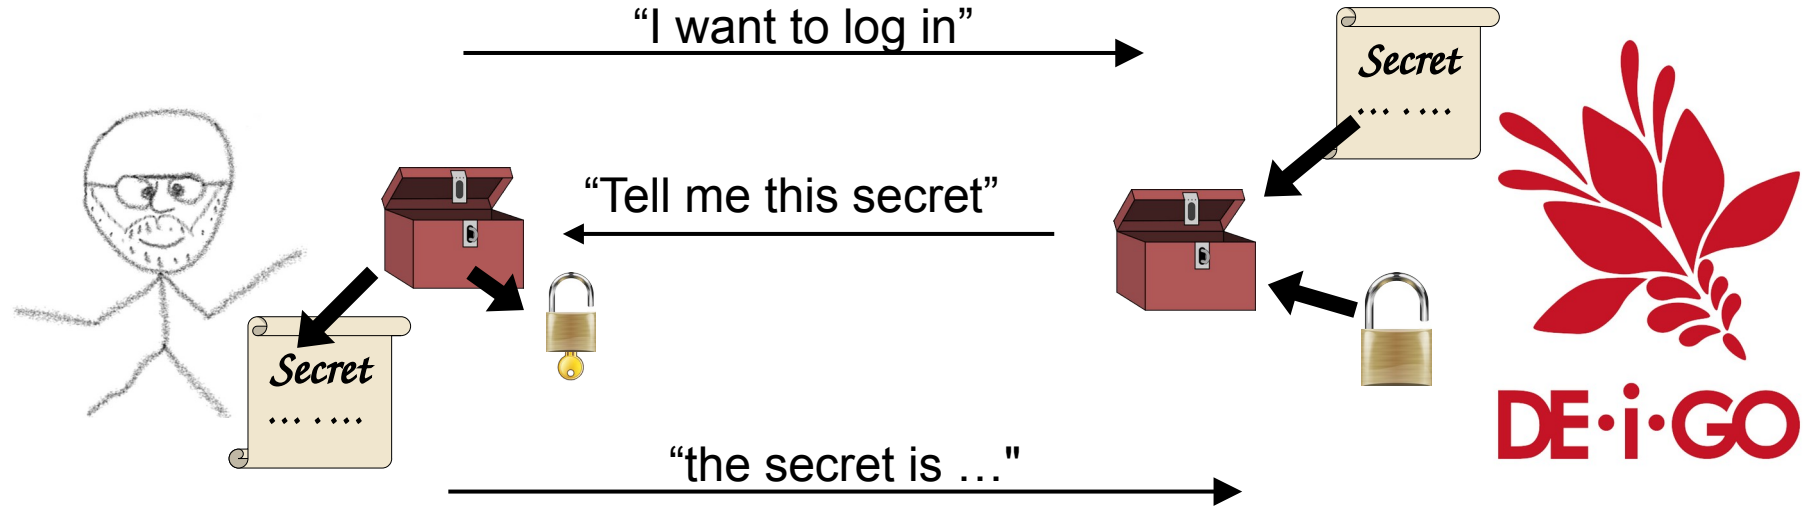 “I want to log in”
Secret
... ....
“Tell me this secret”
Secret
... ....
DE·i·GO
“the secret is …"